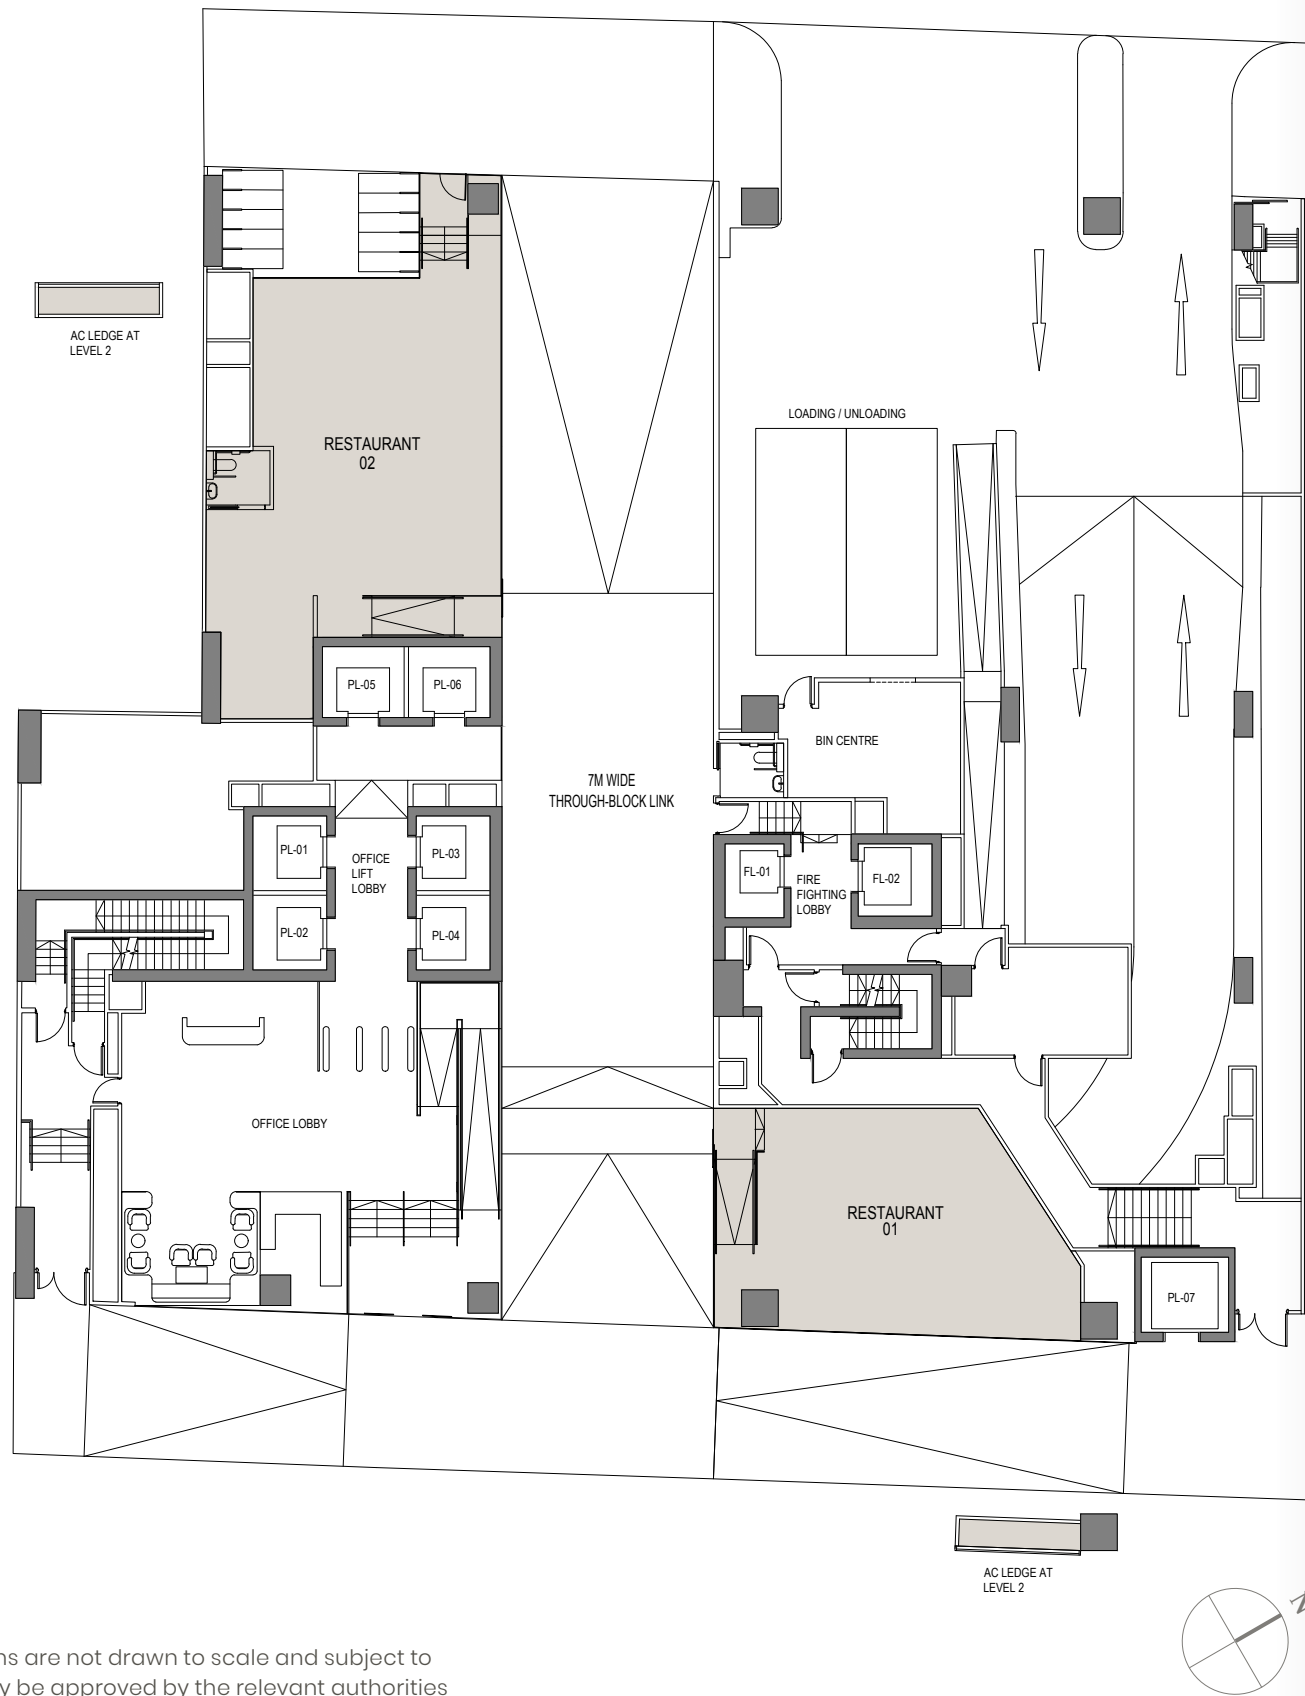 AC LEDGE AT
LEVEL 2
RESTAURANT
02
LOADING / UNLOADING
PL-05
PL-06
BIN CENTRE
7M WIDE
THROUGH-BLOCK LINK
PL-01
OFFICE
LIFT
LOBBY
PL-03
FL-01
FIRE
FIGHTING
LOBBY
FL-02
PL-02
PL-04
OFFICE LOBBY
RESTAURANT
01
PL-07
AC LEDGE AT
LEVEL 2
ns are not drawn to scale and subject to
y be approved by the relevant authorities